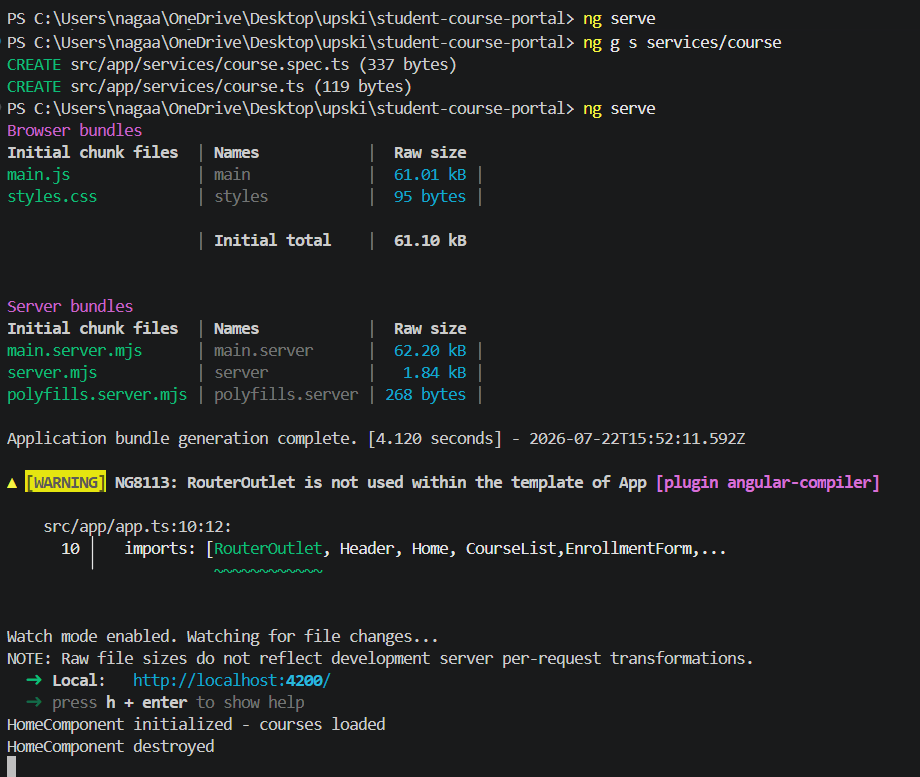 PS C:\Users\nagaa\OneDrive\Desktop\upski\student-course-portal> ng serve
PS C:\Users\nagaa\OneDrive\Desktop\upski\student-course-portal> ng g s services/course
CREATE src/app/services/course.spec.ts (337 bytes)
CREATE src/app/services/course.ts (119 bytes)
PS C:\Users\nagaa\OneDrive\Desktop\upski\student-course-portal> ng serve
Browser bundles
Initial chunk files | Names | Raw size
main.js | main | 61.01 kB |
styles.css | styles | 95 bytes |
| Initial total | 61.10 kB
Server bundles
Initial chunk files | Names | Raw size
main.server.mjs | main.server | 62.20 kB |
server.mjs | server | 1.84 kB |
polyfills.server.mjs | polyfills.server | 268 bytes |
Application bundle generation complete. [4.120 seconds] - 2026-07-22T15:52:11.592Z
▲ [WARNING] NG8113: RouterOutlet is not used within the template of App [plugin angular-compiler]
src/app/app.ts:10:12:
10 │ imports: [RouterOutlet, Header, Home, CourseList,EnrollmentForm,...
~~~~~~~~~~~~
Watch mode enabled. Watching for file changes...
NOTE: Raw file sizes do not reflect development server per-request transformations.
➜ Local: http://localhost:4200/
➜ press h + enter to show help
HomeComponent initialized - courses loaded
HomeComponent destroyed